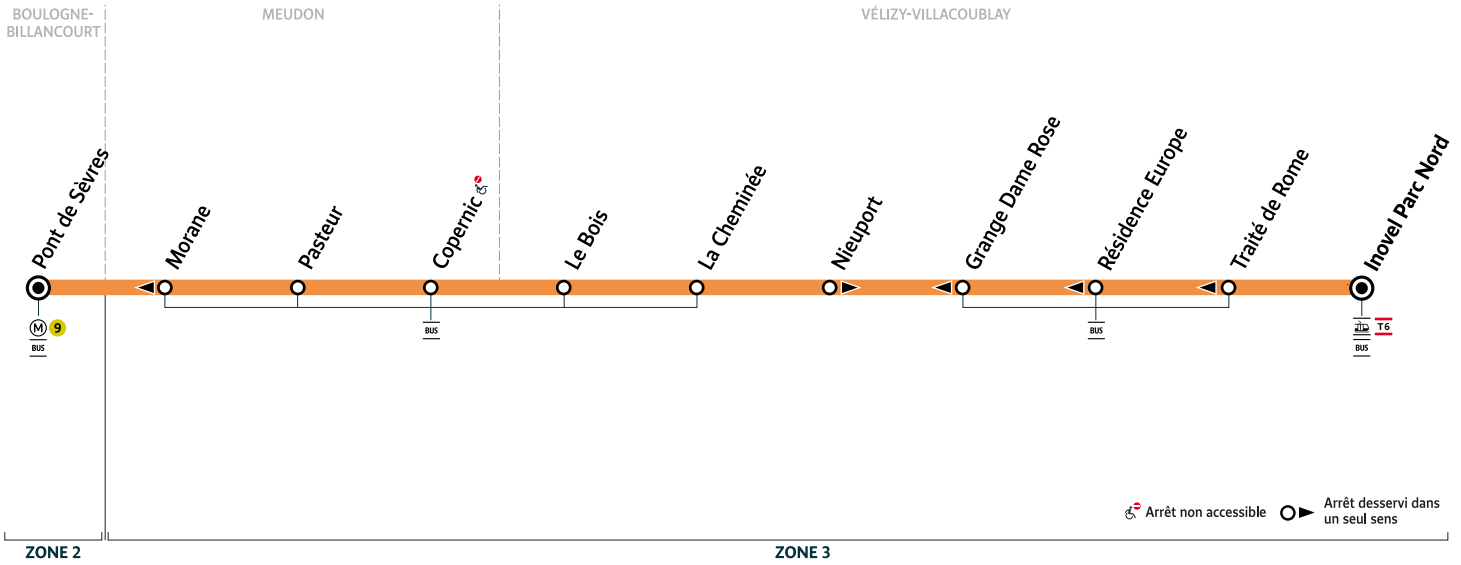 BOULOGNE-
BILLANCOURT
MEUDON
VÉLIZY-VILLACOUBLAY
Pont de Sèvres
Morane
Pasteur
Copernic
Le Bois
La Cheminée
Nieuport
Grange Dame Rose
Résidence Europe
Traité de Rome
Inovel Parc Nord
M 9
BUS
BUS
BUS
T6
BUS
Arrêt non accessible
Arrêt desservi dans
un seul sens
ZONE 2
ZONE 3